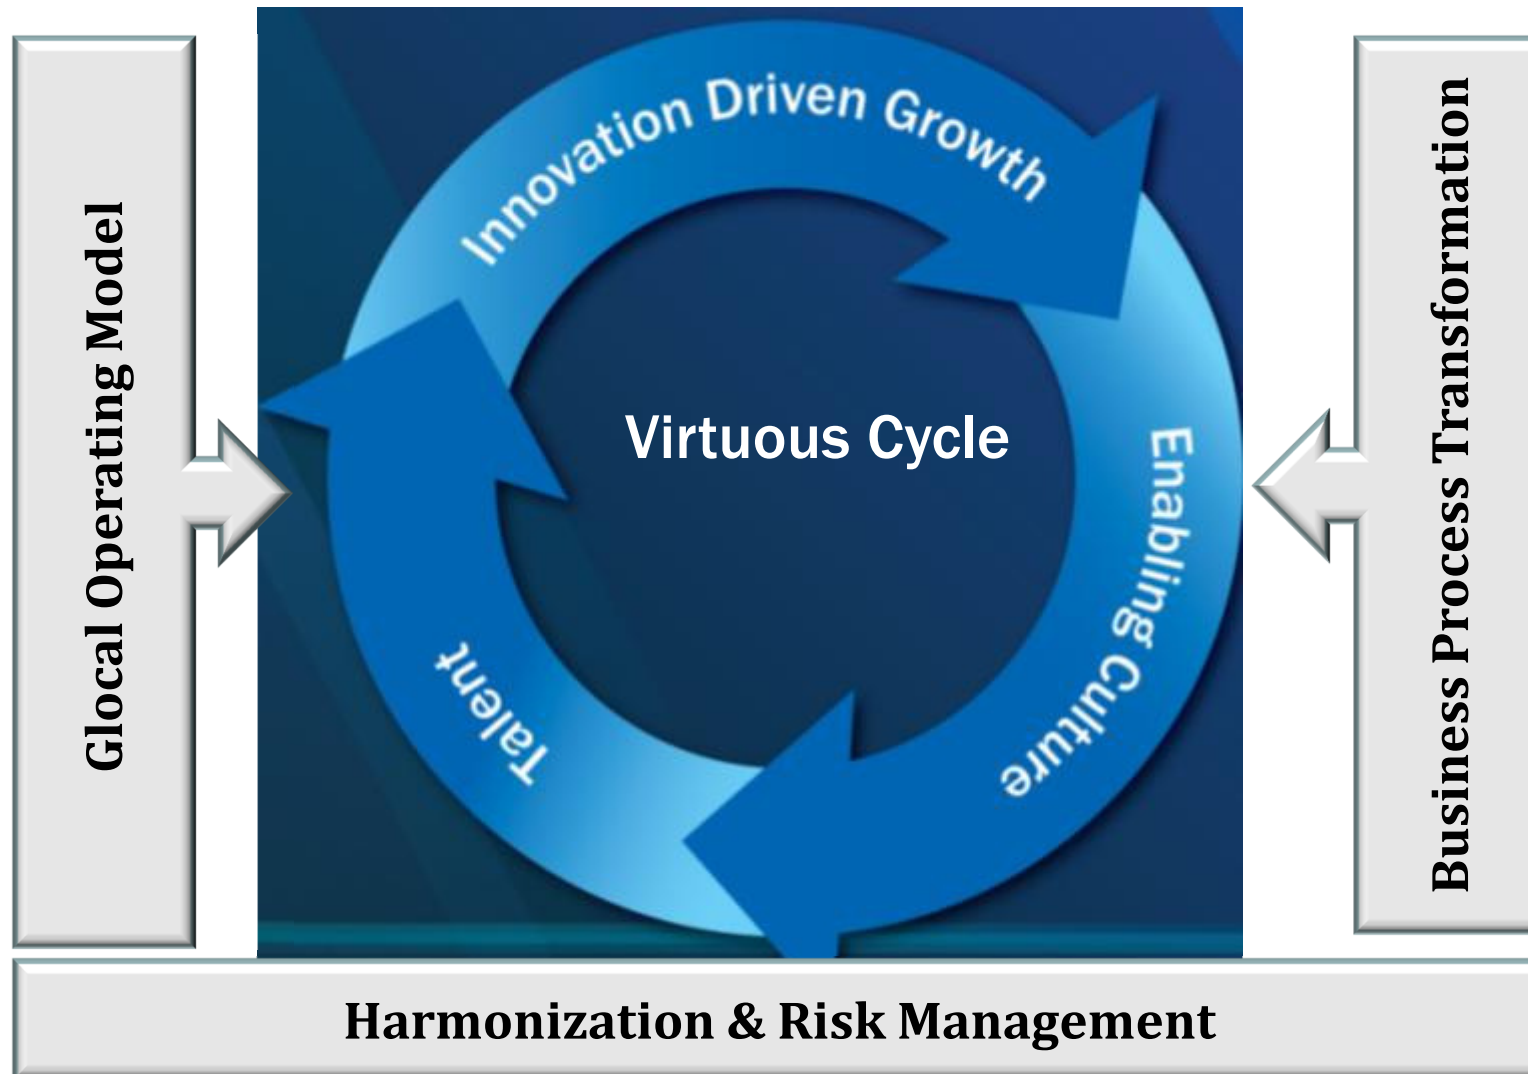 Glocal Operating Model
Innovation Driven Growth
Virtuous Cycle
Enabling Culture
Talent
Business Process Transformation
Harmonization & Risk Management